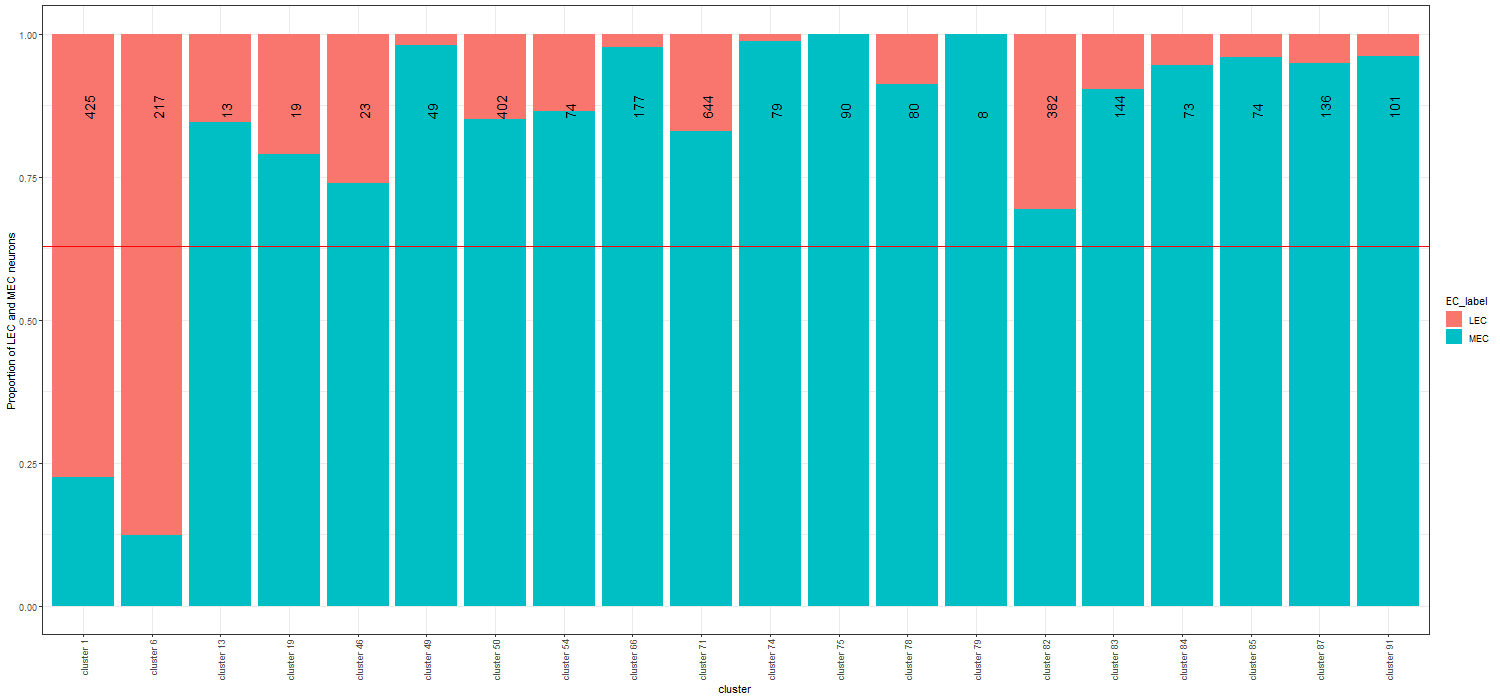 1.00
0.75
0.50
0.25
0.00
Proportion of LEC and MEC neurons
425
217
13
19
23
49
402
74
177
644
79
90
80
8
382
144
73
74
136
101
cluster 1
cluster 6
cluster 13
cluster 19
cluster 46
cluster 49
cluster 50
cluster 54
cluster 66
cluster 71
cluster 74
cluster 75
cluster 78
cluster 79
cluster 82
cluster 83
cluster 84
cluster 85
cluster 87
cluster 91
cluster
EC_label
LEC
MEC